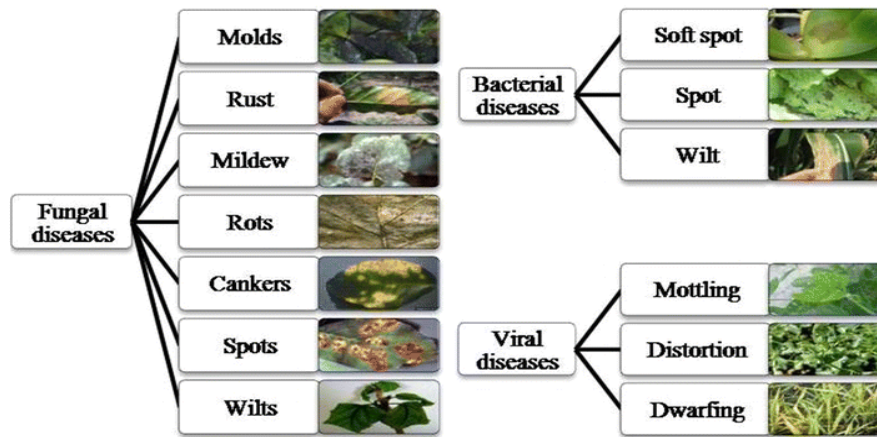 Fungal
diseases
Molds
Rust
Mildew
Rots
Cankers
Spots
Wilts
Bacterial
diseases
Soft spot
Spot
Wilt
Viral
diseases
Mottling
Distortion
Dwarfing